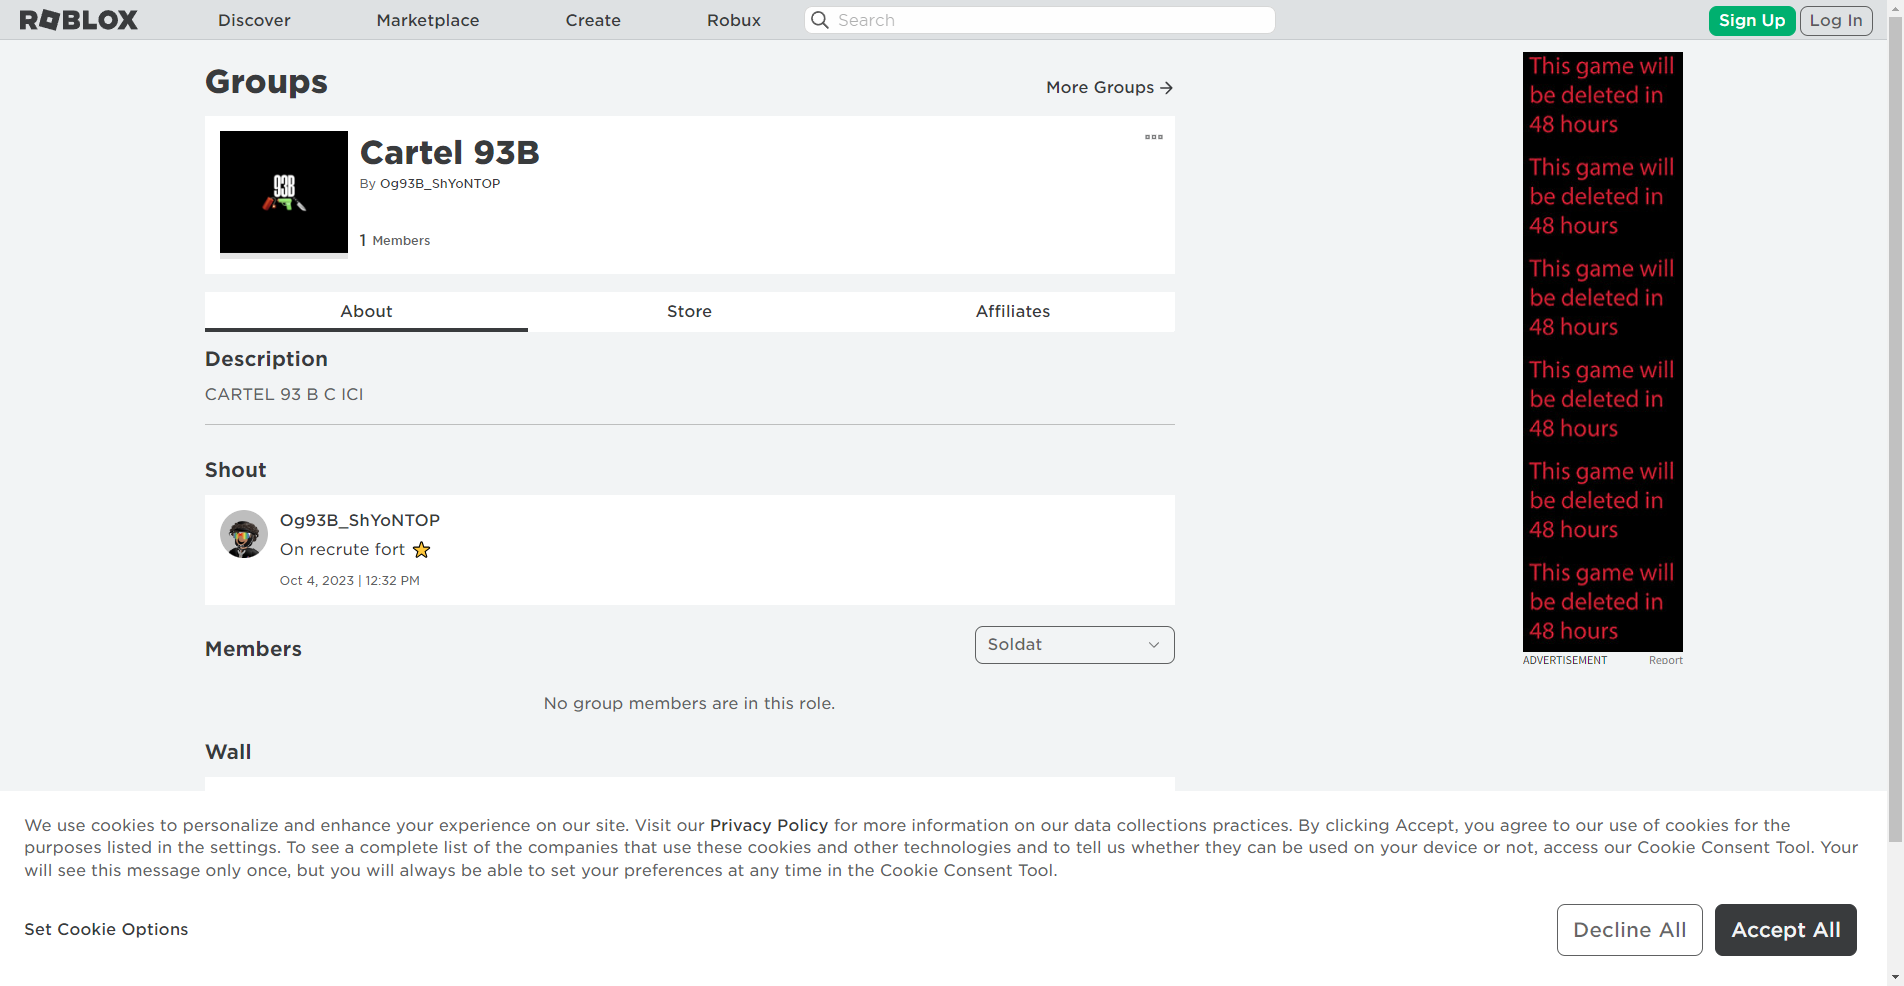 ROBLOX
Discover
Marketplace
Create
Robux
Search
Sign Up
Log In
Groups
More Groups
93B
Cartel 93B
By Og93B_ShYoNTOP
1 Members
About
Store
Affiliates
Description
CARTEL 93 B C ICI
Shout
Og93B_ShYoNTOP
On recrute fort ⭐
Oct 4, 2023 | 12:32 PM
Members
Soldat
No group members are in this role.
Wall
This game will
be deleted in
48 hours
This game will
be deleted in
48 hours
This game will
be deleted in
48 hours
This game will
be deleted in
48 hours
This game will
be deleted in
48 hours
This game will
be deleted in
48 hours
ADVERTISEMENT
Report
We use cookies to personalize and enhance your experience on our site. Visit our Privacy Policy for more information on our data collections practices. By clicking Accept, you agree to our use of cookies for the
purposes listed in the settings. To see a complete list of the companies that use these cookies and other technologies and to tell us whether they can be used on your device or not, access our Cookie Consent Tool. Your
will see this message only once, but you will always be able to set your preferences at any time in the Cookie Consent Tool.
Set Cookie Options
Decline All
Accept All